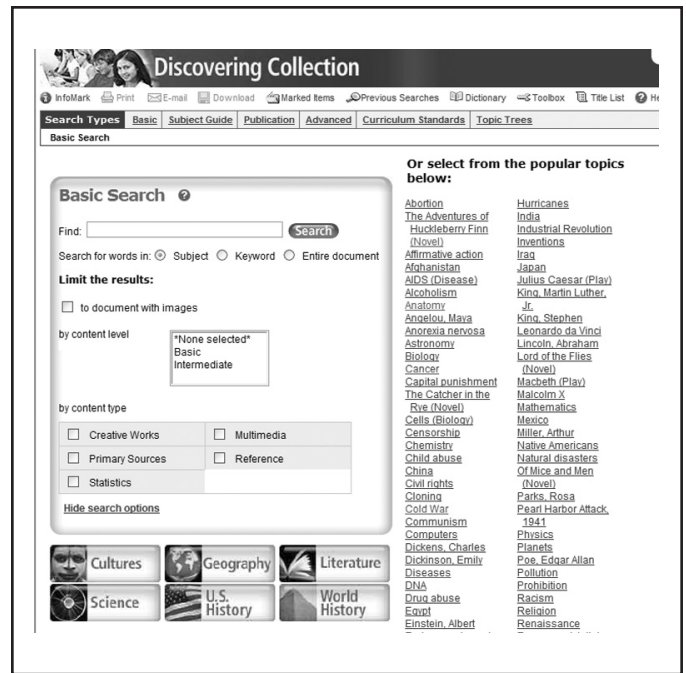 Discovering Collection
InfoMark Print E-mail Download Marked Items Previous Searches Dictionary Toolbox Title List
Search Types Basic Subject Guide Publication Advanced Curriculum Standards Topic Trees
Basic Search
Basic Search ?
Find: Search
Search for words in: Subject Keyword Entire document
Limit the results:
to document with images
by content level
*None selected*
Basic
Intermediate
by content type
Creative Works Multimedia
Primary Sources Reference
Statistics
Hide search options
Cultures Geography Literature
Science U.S. History World History
Or select from the popular topics
below:
Abortion
The Adventures of
Huckleberry Finn
(Novel)
Affirmative action
Afghanistan
AIDS (Disease)
Alcoholism
Anatomy
Angelou, Maya
Anorexia nervosa
Astronomy
Biology
Cancer
Capital punishment
The Catcher in the
Rye (Novel)
Cells (Biology)
Censorship
Chemistry
Child abuse
China
Civil rights
Cloning
Cold War
Communism
Computers
Dickens, Charles
Dickinson, Emily
Diseases
DNA
Drug abuse
Egypt
Einstein, Albert
Hurricanes
India
Industrial Revolution
Inventions
Iraq
Japan
Julius Caesar (Play)
King, Martin Luther,
Jr.
King, Stephen
Leonardo da Vinci
Lincoln, Abraham
Lord of the Flies
(Novel)
Macbeth (Play)
Malcolm X
Mathematics
Mexico
Miller, Arthur
Native Americans
Natural disasters
Of Mice and Men
(Novel)
Parks, Rosa
Pearl Harbor Attack,
1941
Physics
Planets
Poe, Edgar Allan
Pollution
Prohibition
Racism
Religion
Renaissance